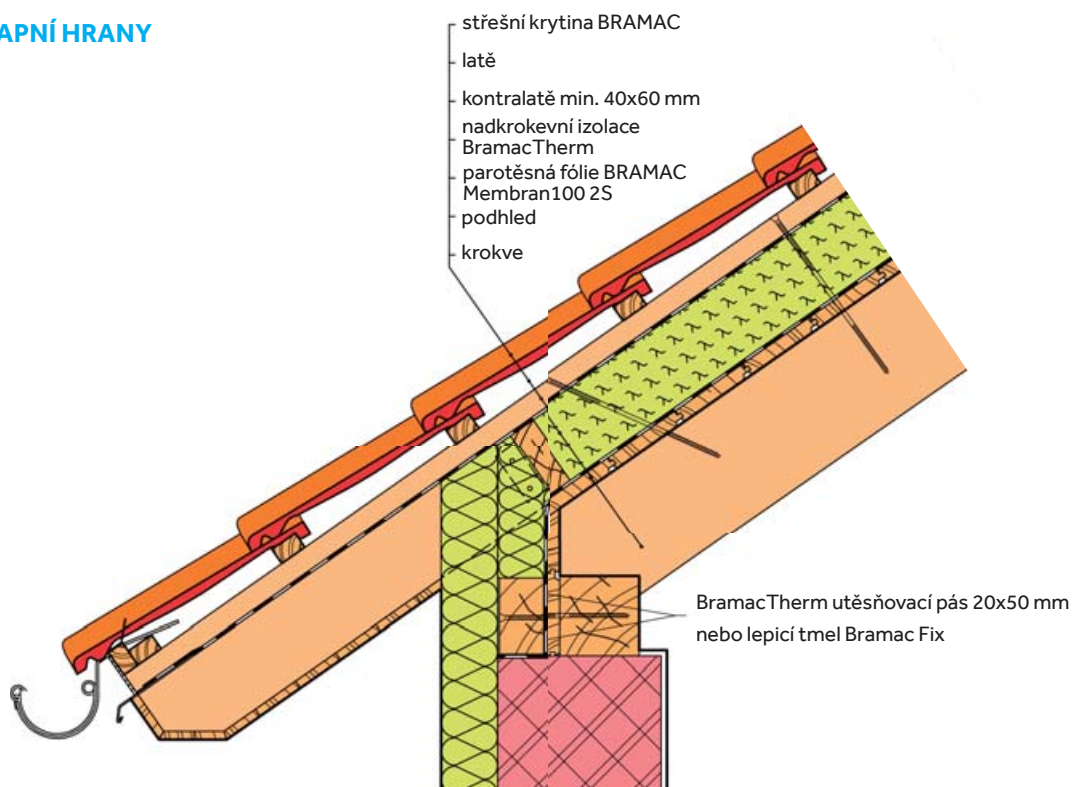 APNÍ HRANY
střešní krytina BRAMAC
latě
kontralatě min. 40x60 mm
nadkrokevní izolace
BramacTherm
parotěsná fólie BRAMAC
Membran100 2S
podhled
krokve
BramacTherm utěsňovací pás 20x50 mm
nebo lepicí tmel Bramac Fix